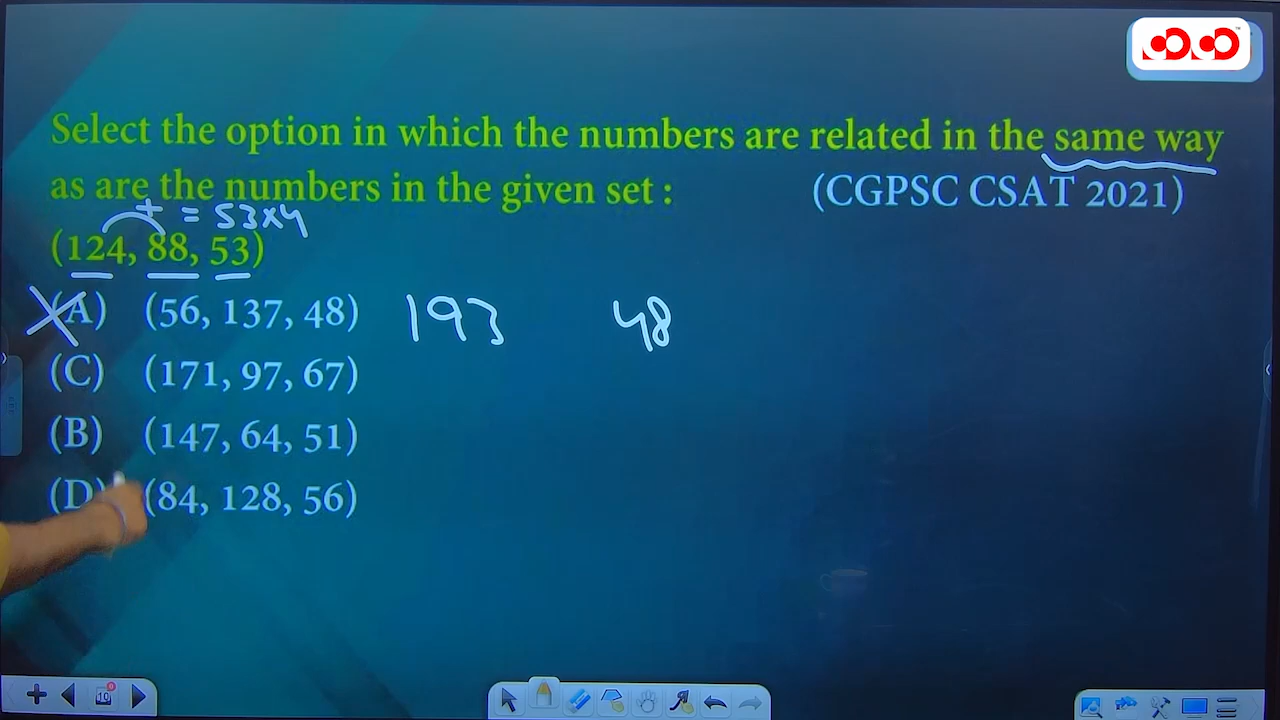 Select the option in which the numbers are related in the same way
as are the numbers in the given set : (CGPSC CSAT 2021)
+ = 53x4
(124, 88, 53)
(A) (56, 137, 48) 193 48
(C) (171, 97, 67)
(B) (147, 64, 51)
(D) (84, 128, 56)
10